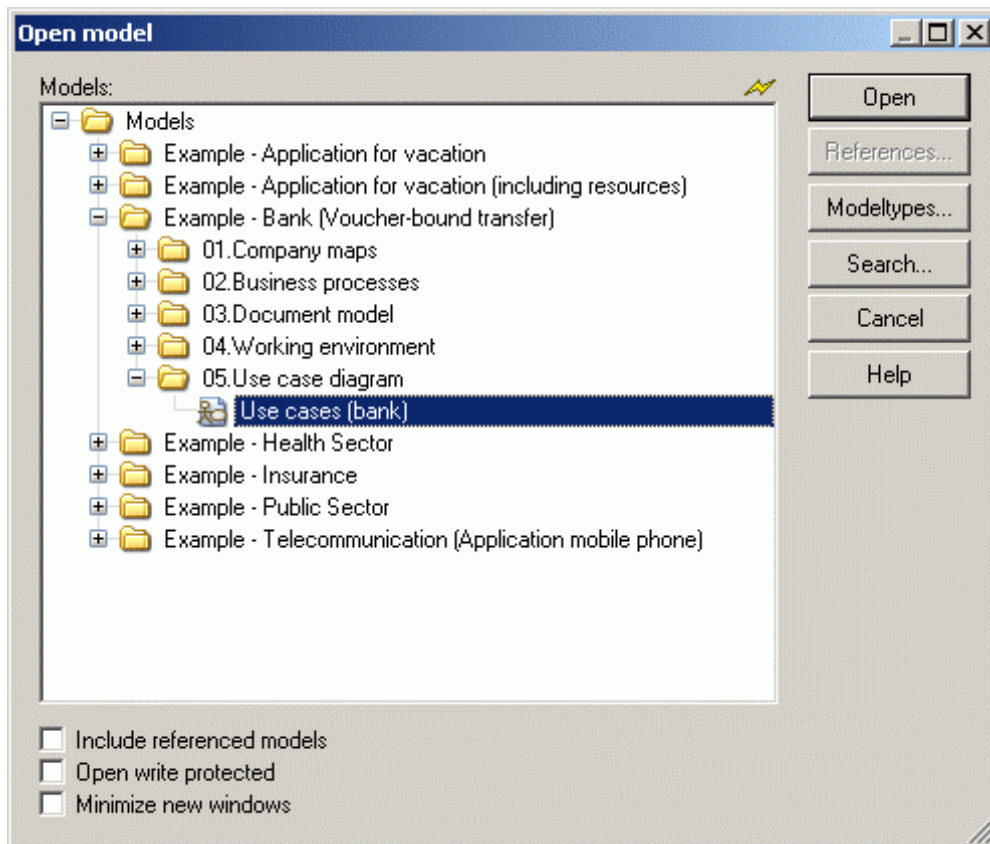 Open model
Models:
Models
Example - Application for vacation
Example - Application for vacation (including resources)
Example - Bank (Voucher-bound transfer)
01.Company maps
02.Business processes
03.Document model
04.Working environment
05.Use case diagram
Use cases (bank)
Example - Health Sector
Example - Insurance
Example - Public Sector
Example - Telecommunication (Application mobile phone)
Open
References...
Modeltypes...
Search...
Cancel
Help
Include referenced models
Open write protected
Minimize new windows